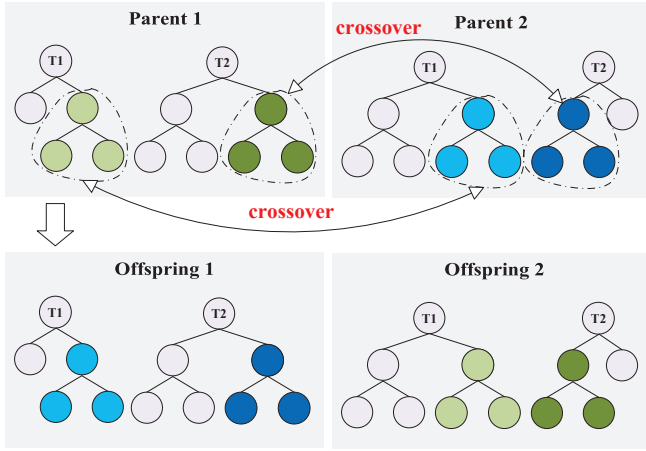 Parent 1
crossover
Parent 2
T1
T2
T1
T2
crossover
Offspring 1
Offspring 2
T1
T2
T1
T2